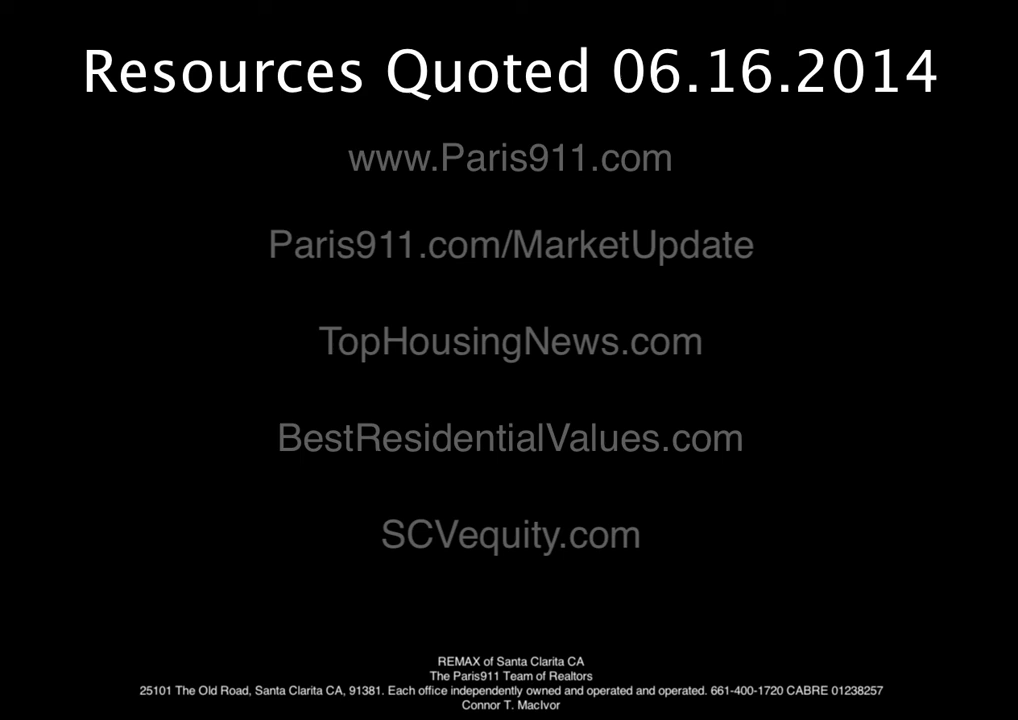 Resources Quoted 06.16.2014
www.Paris911.com
Paris911.com/MarketUpdate
TopHousingNews.com
BestResidentialValues.com
SCVequity.com
REMAX of Santa Clarita CA
The Paris911 Team of Realtors
25101 The Old Road, Santa Clarita CA, 91381. Each office independently owned and operated and operated. 661-400-1720 CABRE 01238257
Connor T. MacIvor